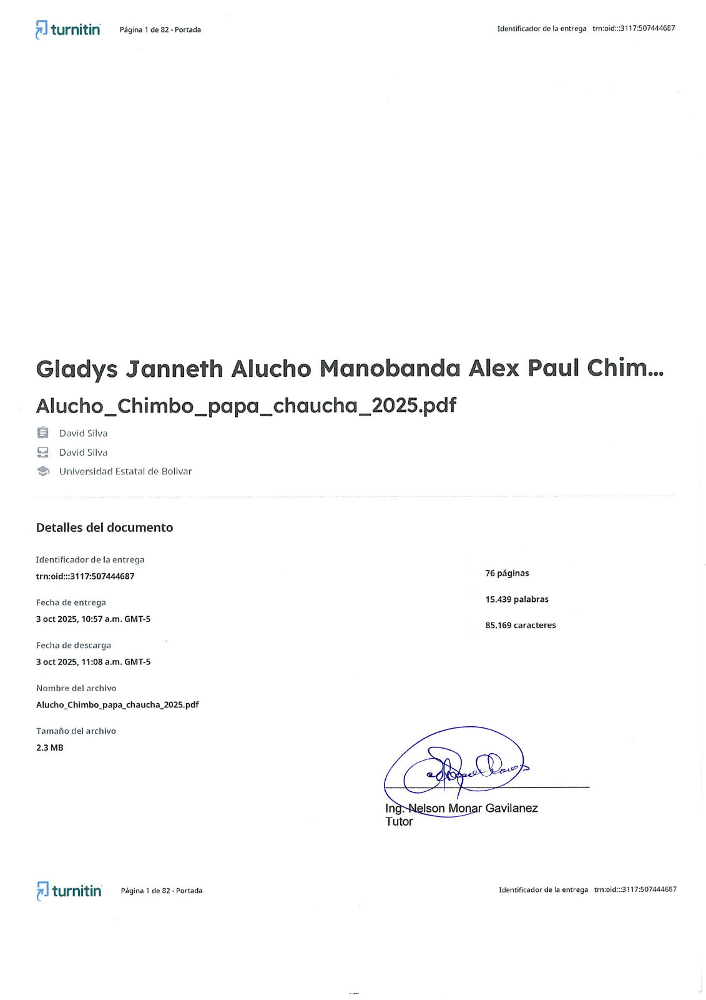 turnitin Página 1 de 82 - Portada Identificador de la entrega trn:oid:::3117:507444687
Gladys Janneth Alucho Manobanda Alex Paul Chim...
Alucho_Chimbo_papa_chaucha_2025.pdf
David Silva
David Silva
Universidad Estatal de Bolivar
Detalles del documento
Identificador de la entrega
trn:oid:::3117:507444687
Fecha de entrega
3 oct 2025, 10:57 a.m. GMT-5
Fecha de descarga
3 oct 2025, 11:08 a.m. GMT-5
Nombre del archivo
Alucho_Chimbo_papa_chaucha_2025.pdf
Tamaño del archivo
2.3 MB
76 páginas
15.439 palabras
85.169 caracteres
Ing. Nelson Monar Gavilanez
Tutor
turnitin Página 1 de 82 - Portada Identificador de la entrega trn:oid:::3117:507444687